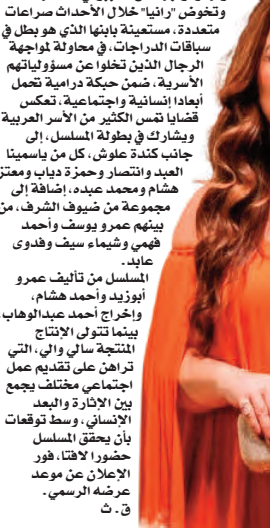 وتخوض "رانيا" خلال الأحداث صراعات
متعددة، مستعينة بابنها الذي هو بطل في
سباقات الدراجات، في محاولة لمواجهة
الرجال الذين تخلوا عن مسؤولياتهم
الأسرية، ضمن حبكة درامية تحمل
أبعادا إنسانية واجتماعية، تعكس
قضايا تمس الكثير من الأسر العربية
ويشارك في بطولة المسلسل، إلى
جانب كندة علوش، كل من ياسمينا
العبد وانتصار وحمزة دياب ومعتز
هشام ومحمد عبده، إضافة إلى
مجموعة من ضيوف الشرف، من
بينهم عمرو يوسف وأحمد
فهمي وشيماء سيف وفدوى
عابد.
المسلسل من تأليف عمرو
أبوزيد وأحمد هشام،
وإخراج أحمد عبدالوهاب،
بينما تتولى الإنتاج
المنتجة سالي والي، التي
تراهن على تقديم عمل
اجتماعي مختلف يجمع
بين الإثارة والبعد
الإنساني، وسط توقعات
بأن يحقق المسلسل
حضورا لافتا، فور
الإعلان عن موعد
عرضه الرسمي.
ق. ث